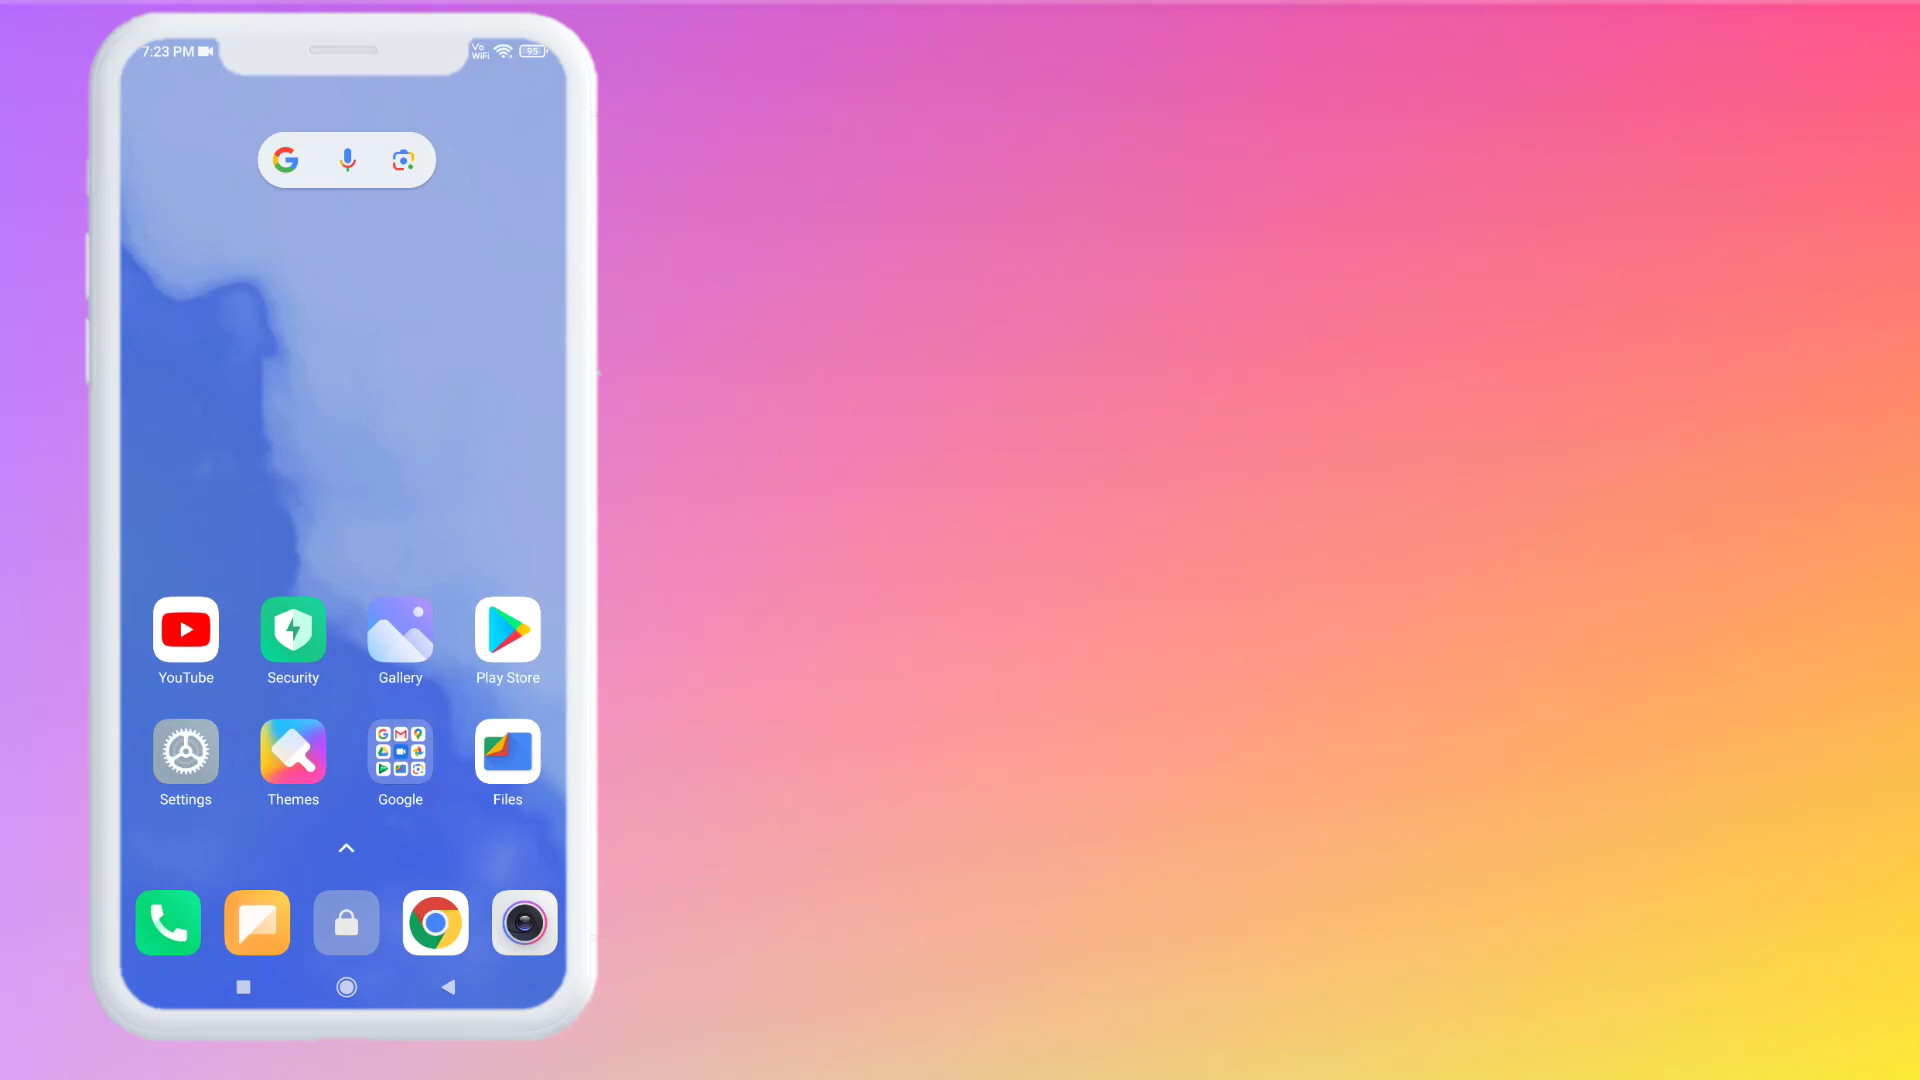 7:23 PM
Vo
WiFi
95
YouTube Security Gallery Play Store
Settings Themes Google Files